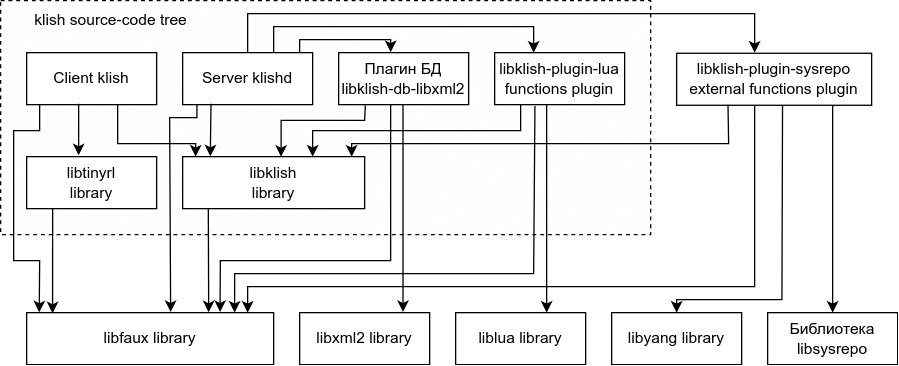 klish source-code tree
Client klish
Server klishd
Плагин БД
libklish-db-libxml2
libklish-plugin-lua
functions plugin
libklish-plugin-sysrepo
external functions plugin
libtinyrl
library
libklish
library
libfaux library
libxml2 library
liblua library
libyang library
Библиотека
libsysrepo